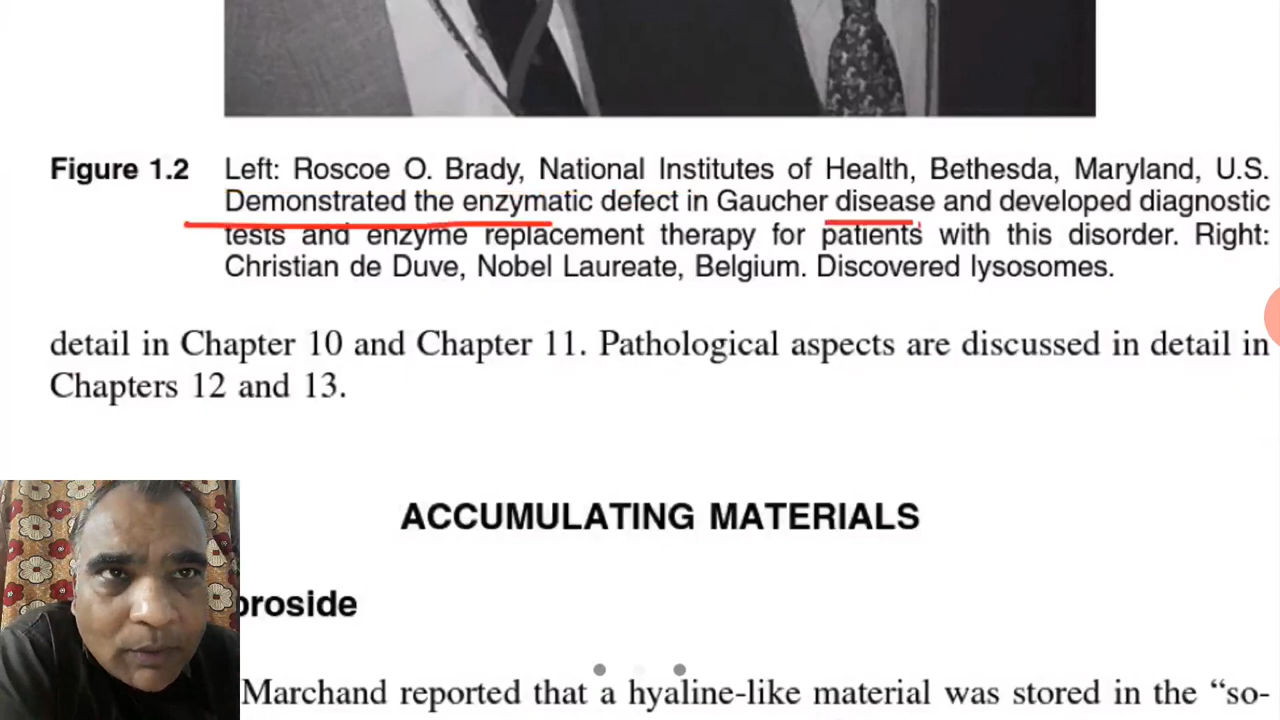 Figure 1.2 Left: Roscoe O. Brady, National Institutes of Health, Bethesda, Maryland, U.S.
Demonstrated the enzymatic defect in Gaucher disease and developed diagnostic
tests and enzyme replacement therapy for patients with this disorder. Right:
Christian de Duve, Nobel Laureate, Belgium. Discovered lysosomes.
detail in Chapter 10 and Chapter 11. Pathological aspects are discussed in detail in
Chapters 12 and 13.
ACCUMULATING MATERIALS
broside
Marchand reported that a hyaline-like material was stored in the “so-